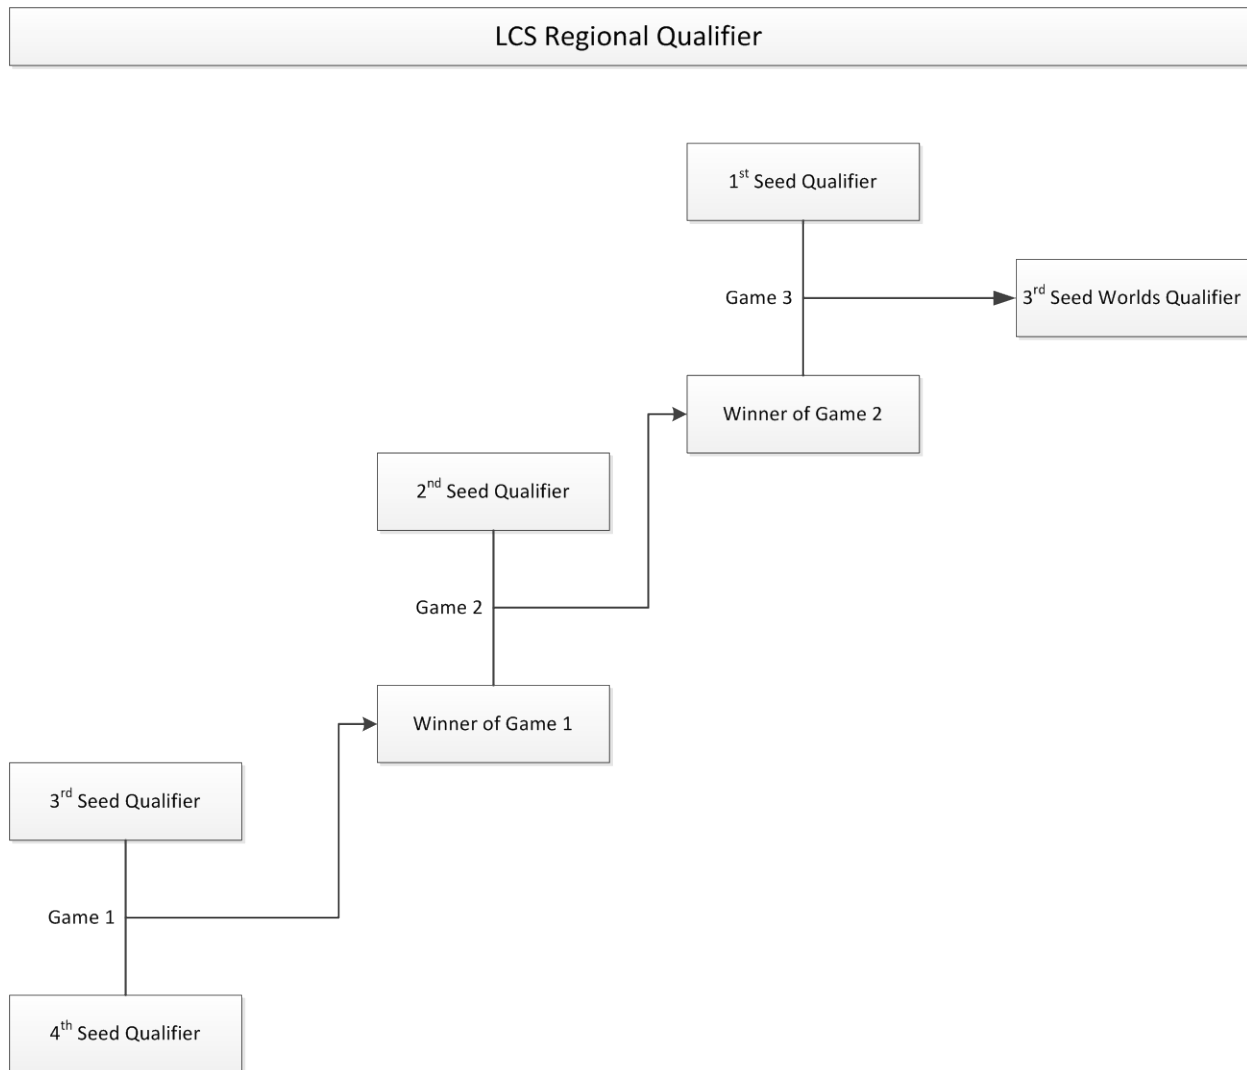 LCS Regional Qualifier
1st Seed Qualifier
Game 3
3rd Seed Worlds Qualifier
Winner of Game 2
2nd Seed Qualifier
Game 2
Winner of Game 1
3rd Seed Qualifier
Game 1
4th Seed Qualifier